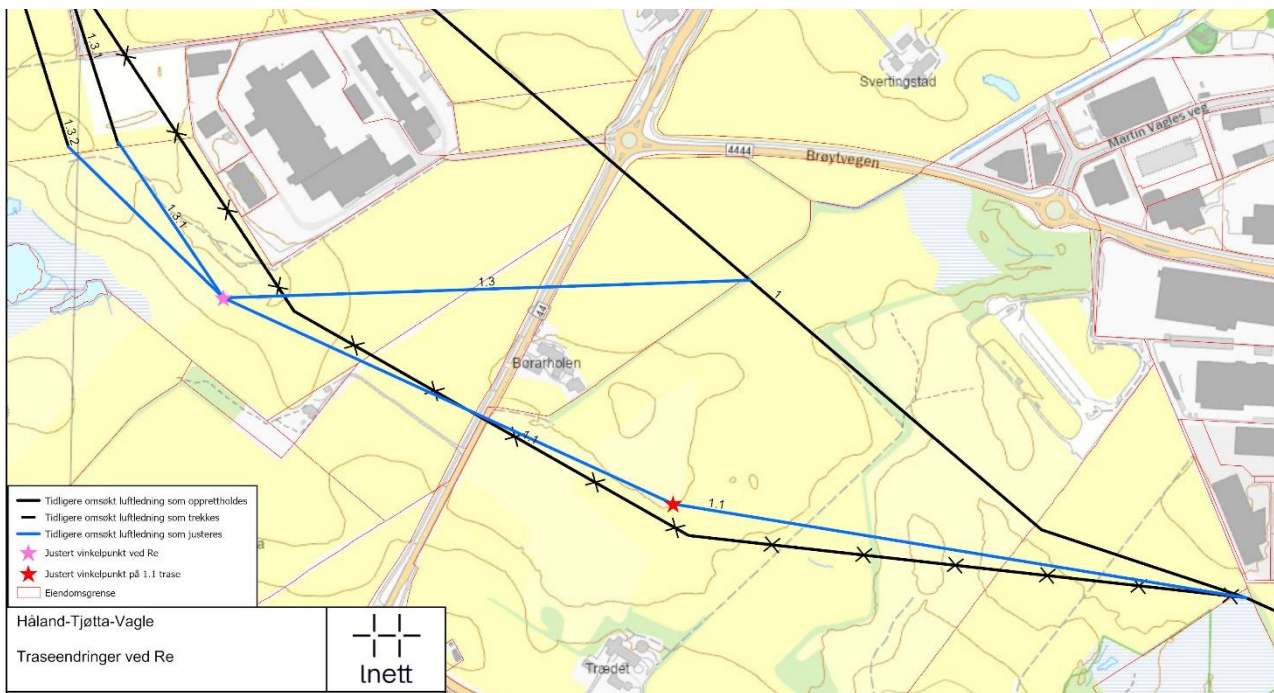 1.3.1
1.3.2
1.3.1
1.3
1
1.1
1.1
44
4444
Brøytvegen
Svertingstad
Martin Vagles veg
Borarholen
Trædet
a
Tidligere omsøkt luftledning som opprettholdes
Tidligere omsøkt luftledning som trekkes
Tidligere omsøkt luftledning som justeres
Justert vinkelpunkt ved Re
Justert vinkelpunkt på 1.1 trase
Eiendomsgrense
Håland-Tjøtta-Vagle
Traseendringer ved Re
lnett